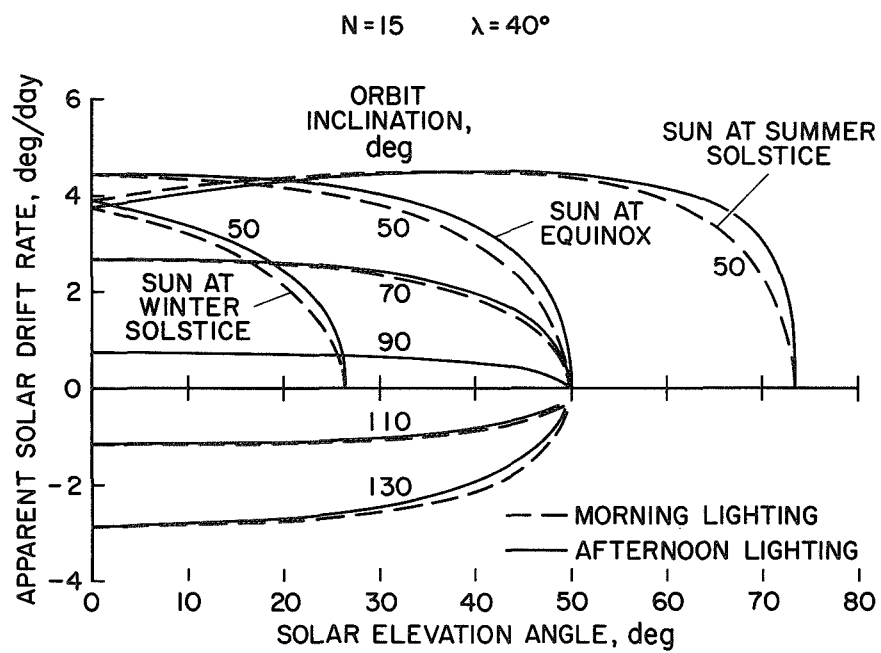 N=15 λ=40°
ORBIT
INCLINATION,
deg
SUN AT SUMMER
SOLSTICE
50
50
SUN AT
EQUINOX
50
SUN AT
WINTER
SOLSTICE
70
90
110
130
MORNING LIGHTING
AFTERNOON LIGHTING
APPARENT SOLAR DRIFT RATE, deg/day
6
4
2
0
-2
-4
0 10 20 30 40 50 60 70 80
SOLAR ELEVATION ANGLE, deg